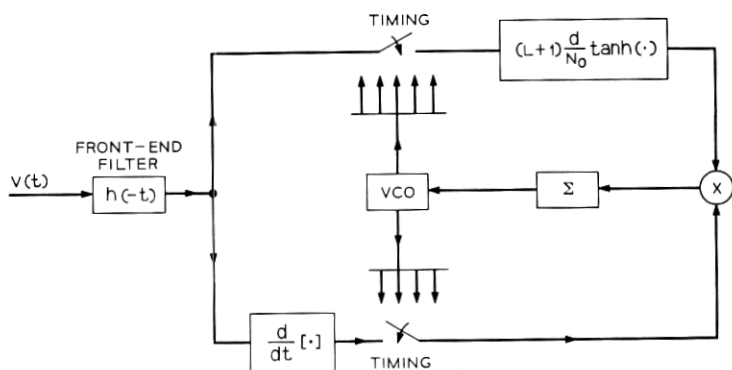 TIMING
(L+1) d/N₀ tanh(·)
FRONT-END
FILTER
V(t)
h(-t)
VCO
Σ
X
d/dt [·]
TIMING